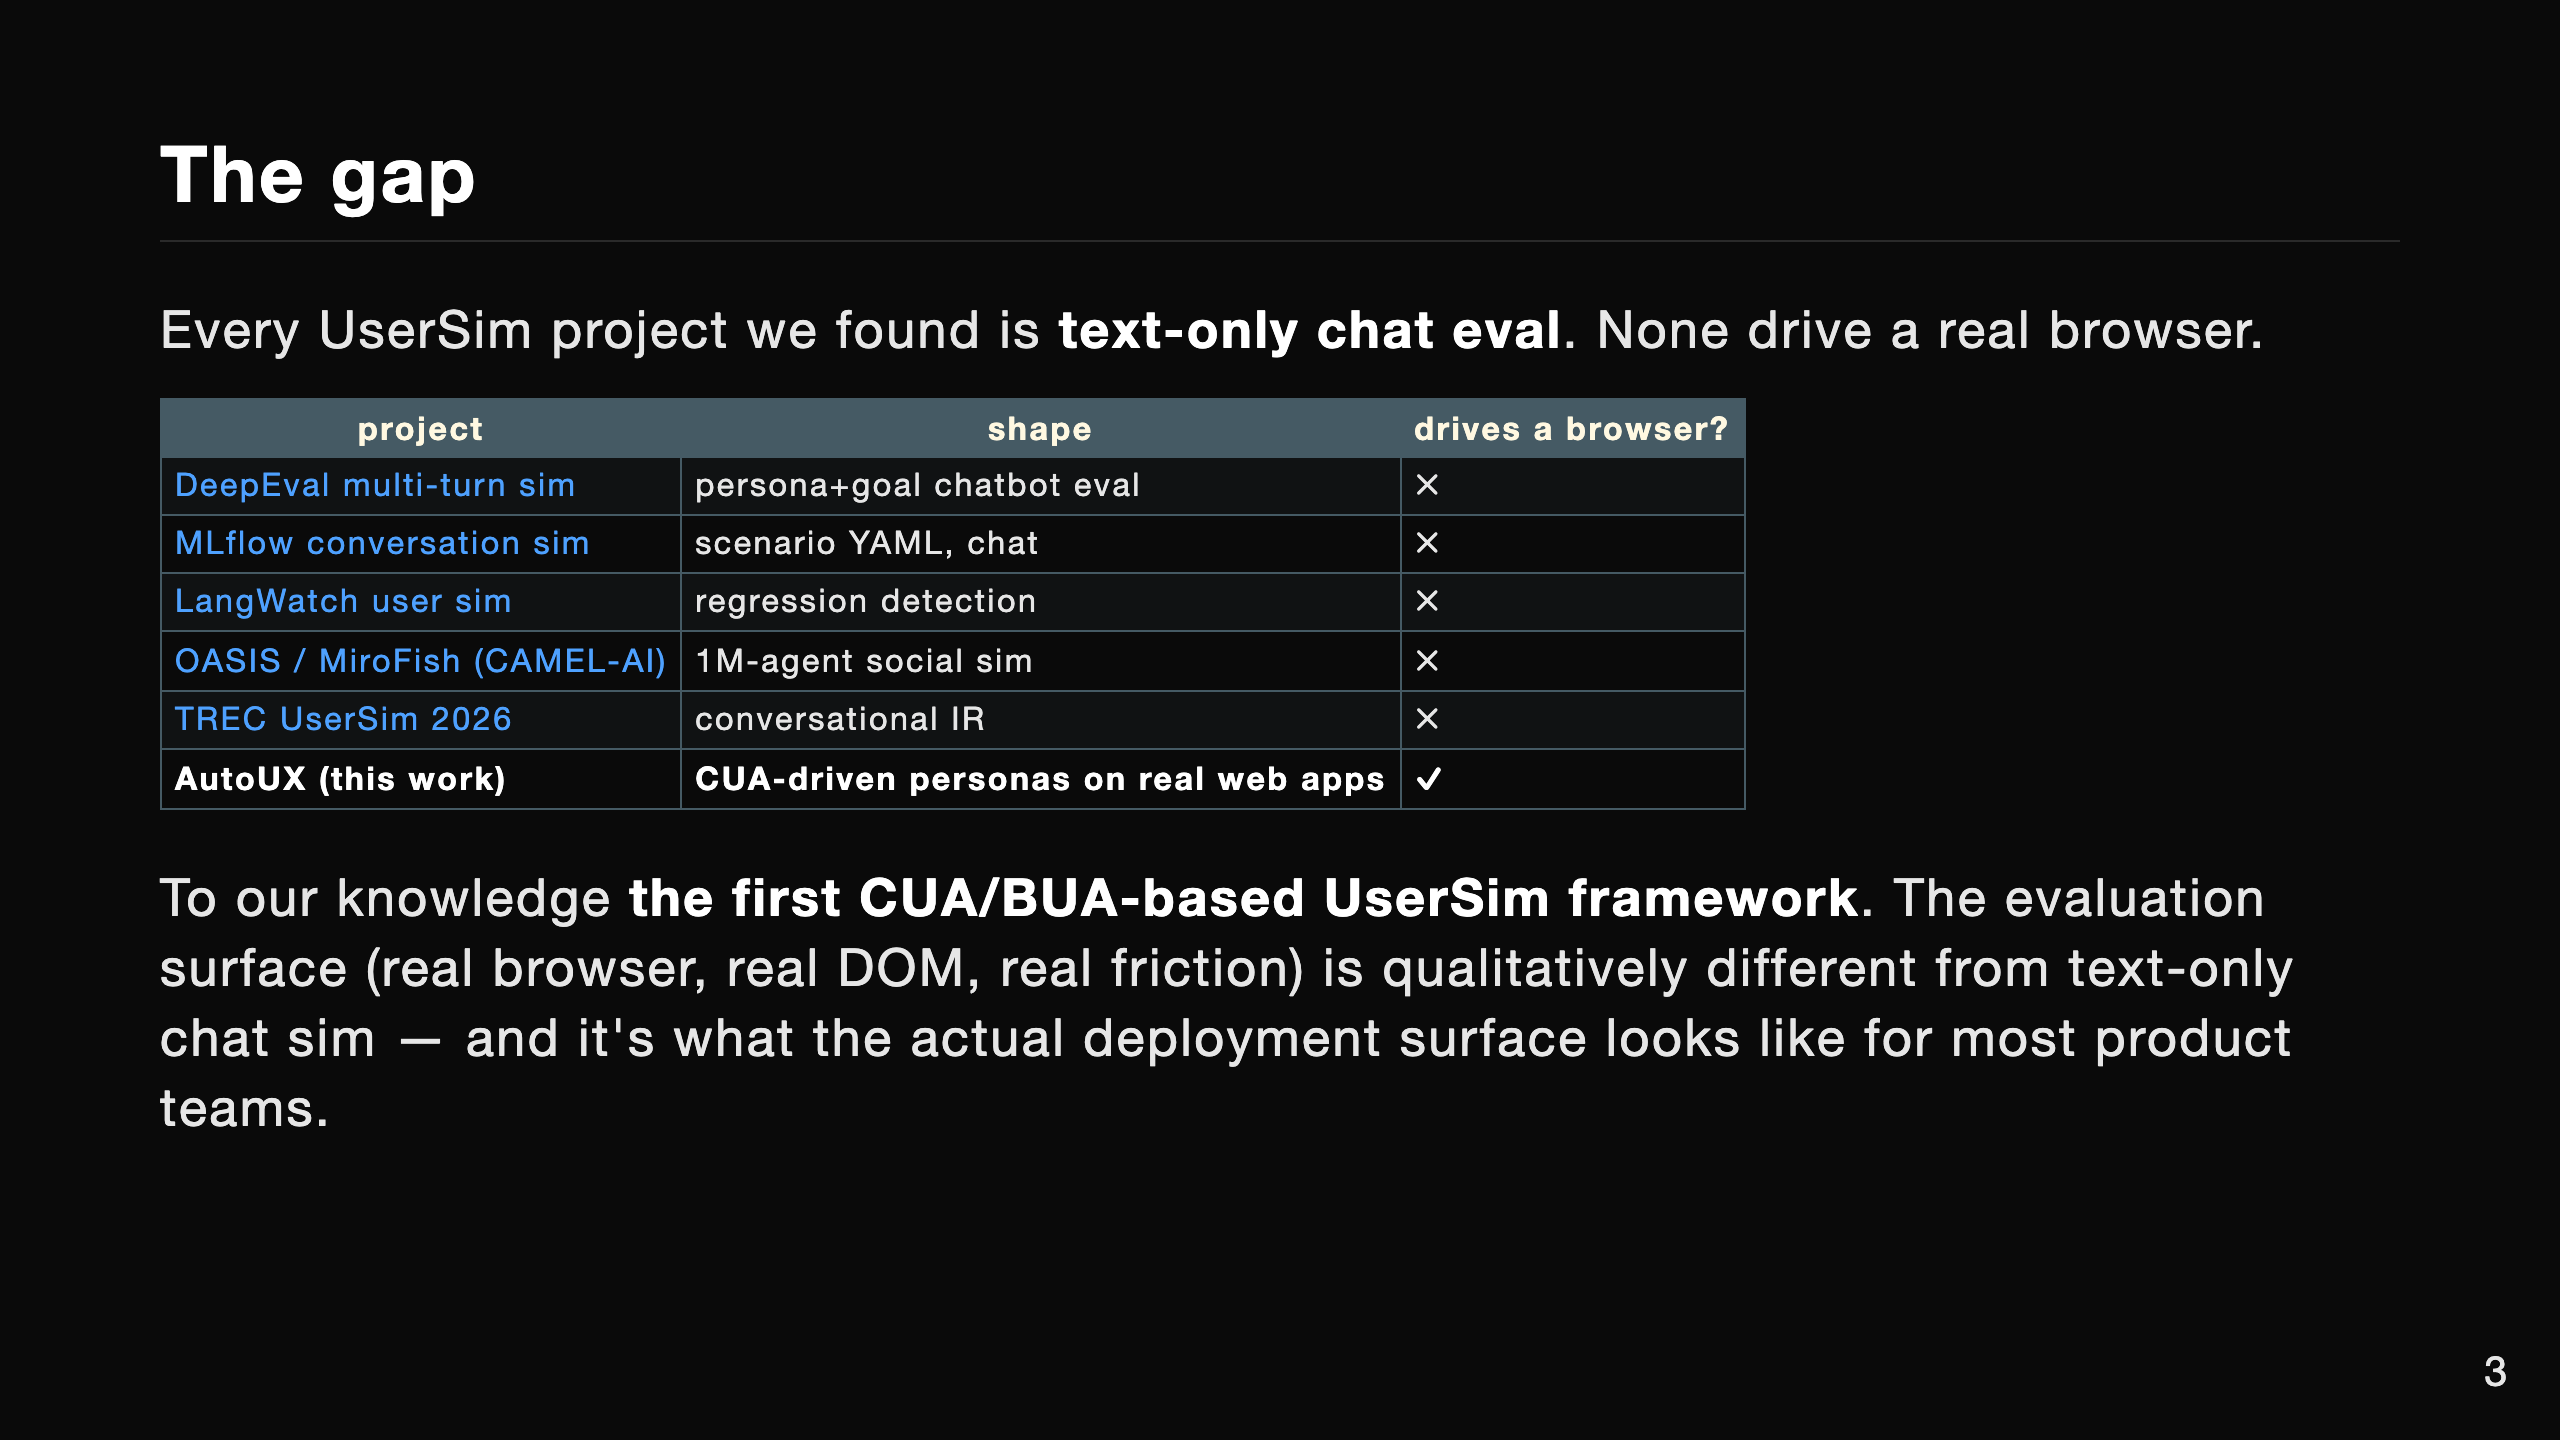 The gap
Every UserSim project we found is text-only chat eval. None drive a real browser.
project shape drives a browser?
DeepEval multi-turn sim persona+goal chatbot eval ✕
MLflow conversation sim scenario YAML, chat ✕
LangWatch user sim regression detection ✕
OASIS / MiroFish (CAMEL-AI) 1M-agent social sim ✕
TREC UserSim 2026 conversational IR ✕
AutoUX (this work) CUA-driven personas on real web apps ✓
To our knowledge the first CUA/BUA-based UserSim framework. The evaluation
surface (real browser, real DOM, real friction) is qualitatively different from text-only
chat sim — and it's what the actual deployment surface looks like for most product
teams.
3